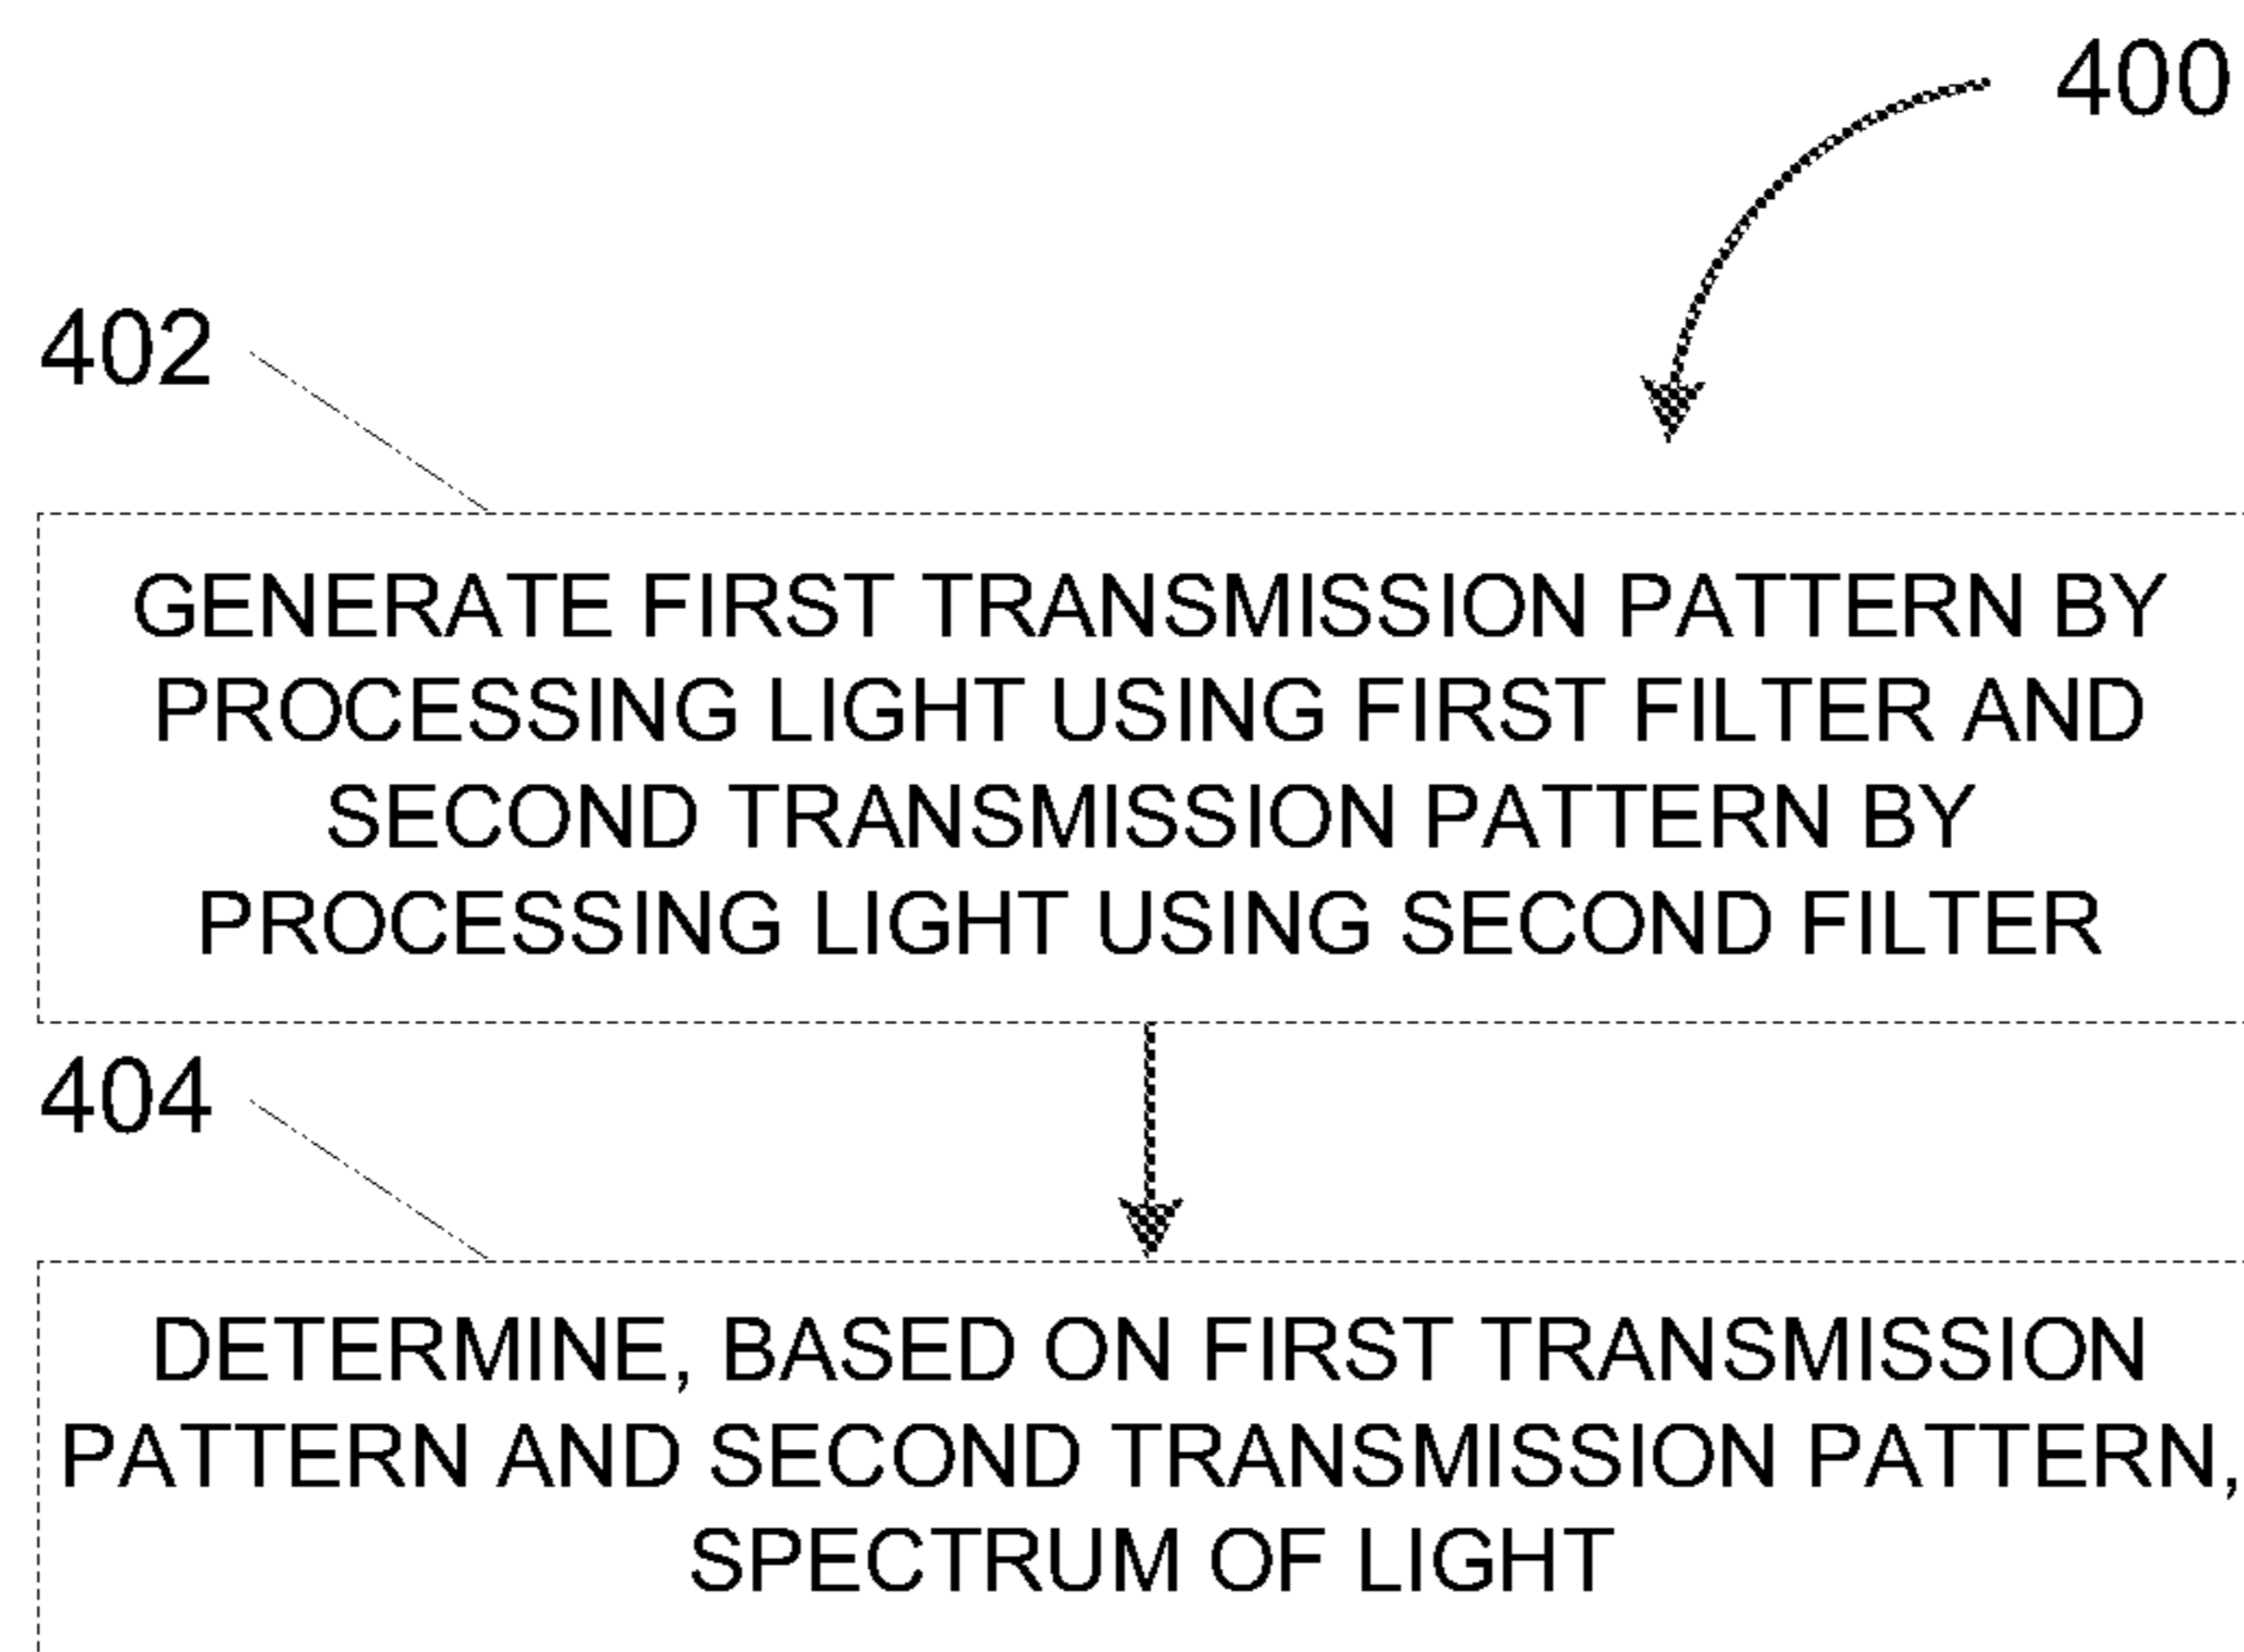 400
402
GENERATE FIRST TRANSMISSION PATTERN BY
PROCESSING LIGHT USING FIRST FILTER AND
SECOND TRANSMISSION PATTERN BY
PROCESSING LIGHT USING SECOND FILTER
404
DETERMINE, BASED ON FIRST TRANSMISSION
PATTERN AND SECOND TRANSMISSION PATTERN,
SPECTRUM OF LIGHT